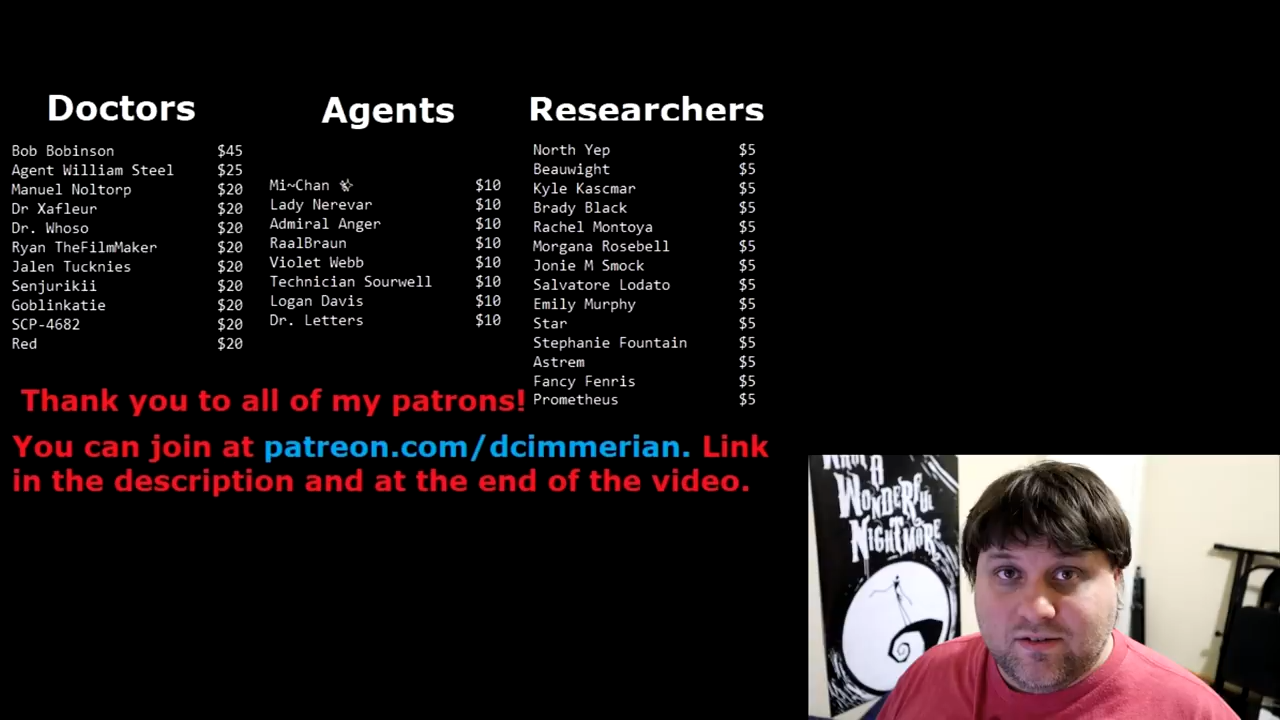 Doctors
Bob Bobinson $45
Agent William Steel $25
Manuel Noltorp $20
Dr Xafleur $20
Dr. Whoso $20
Ryan TheFilmMaker $20
Jalen Tucknies $20
Senjurikii $20
Goblinkatie $20
SCP-4682 $20
Red $20
Agents
Mi~Chan $10
Lady Nerevar $10
Admiral Anger $10
RaalBraun $10
Violet Webb $10
Technician Sourwell $10
Logan Davis $10
Dr. Letters $10
Researchers
North Yep $5
Beauwight $5
Kyle Kascmar $5
Brady Black $5
Rachel Montoya $5
Morgana Rosebell $5
Jonie M Smock $5
Salvatore Lodato $5
Emily Murphy $5
Star $5
Stephanie Fountain $5
Astrem $5
Fancy Fenris $5
Prometheus $5
Thank you to all of my patrons!
You can join at patreon.com/dcimmerian. Link
in the description and at the end of the video.
A
Wonderful
Nightmare